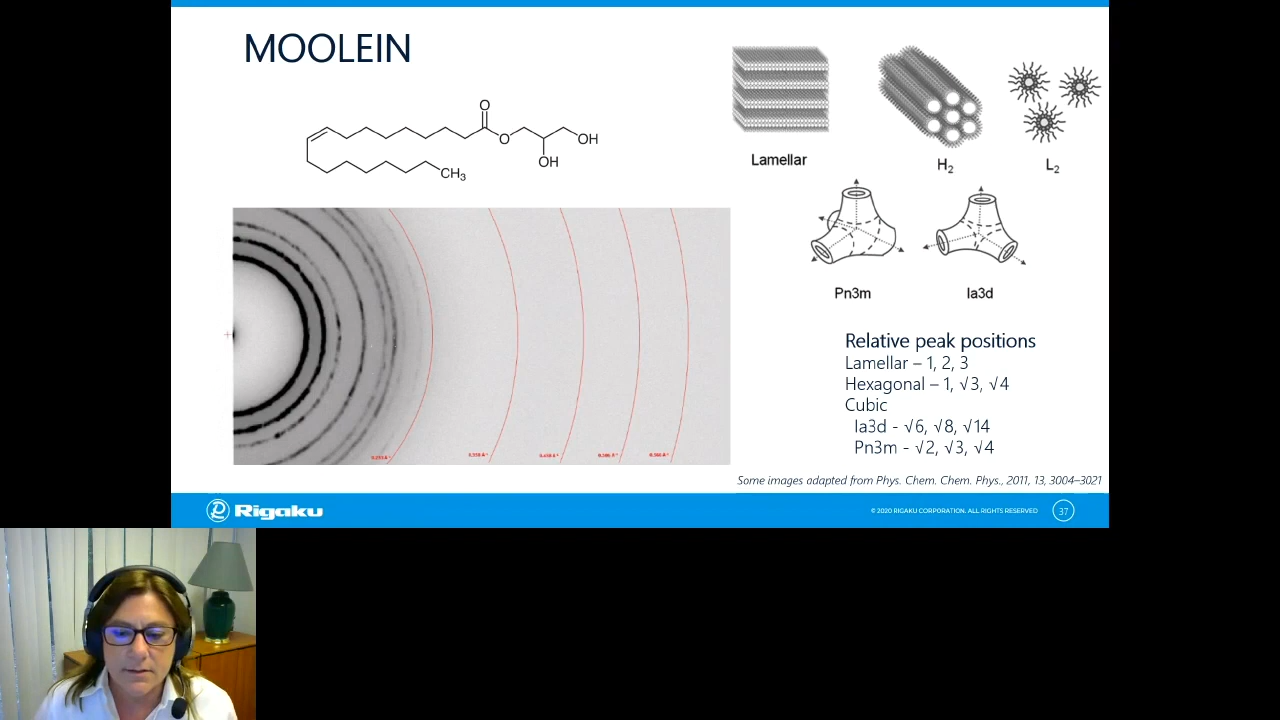 MOOLEIN
O
O
OH
OH
CH3
Lamellar
H2
L2
Pn3m
Ia3d
Relative peak positions
Lamellar – 1, 2, 3
Hexagonal – 1, √3, √4
Cubic
Ia3d - √6, √8, √14
Pn3m - √2, √3, √4
Some images adapted from Phys. Chem. Chem. Phys., 2011, 13, 3004–3021
Rigaku
© 2020 RIGAKU CORPORATION. ALL RIGHTS RESERVED
37